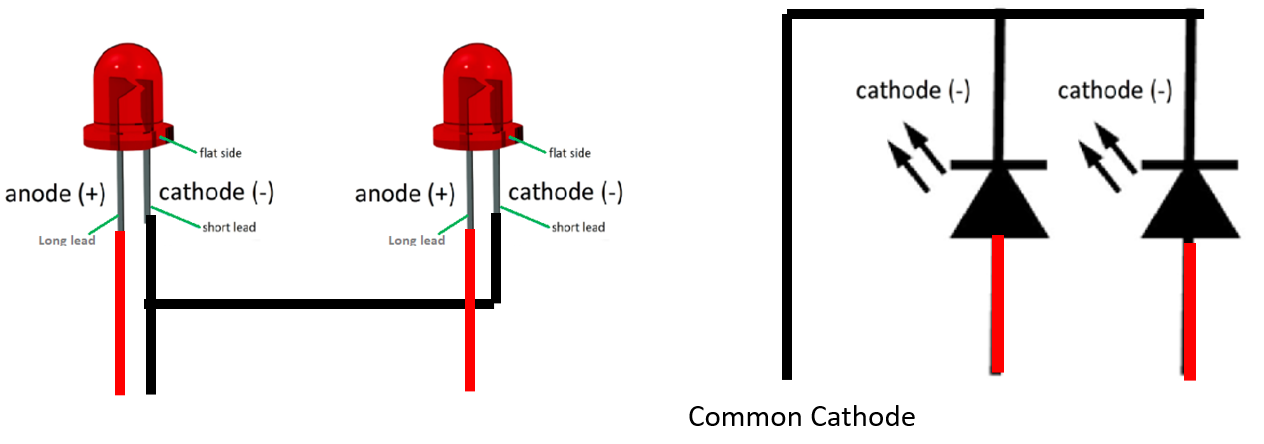 flat side
anode (+) cathode (-)
Long lead
short lead
flat side
anode (+) cathode (-)
Long lead
short lead
cathode (-) cathode (-)
Common Cathode